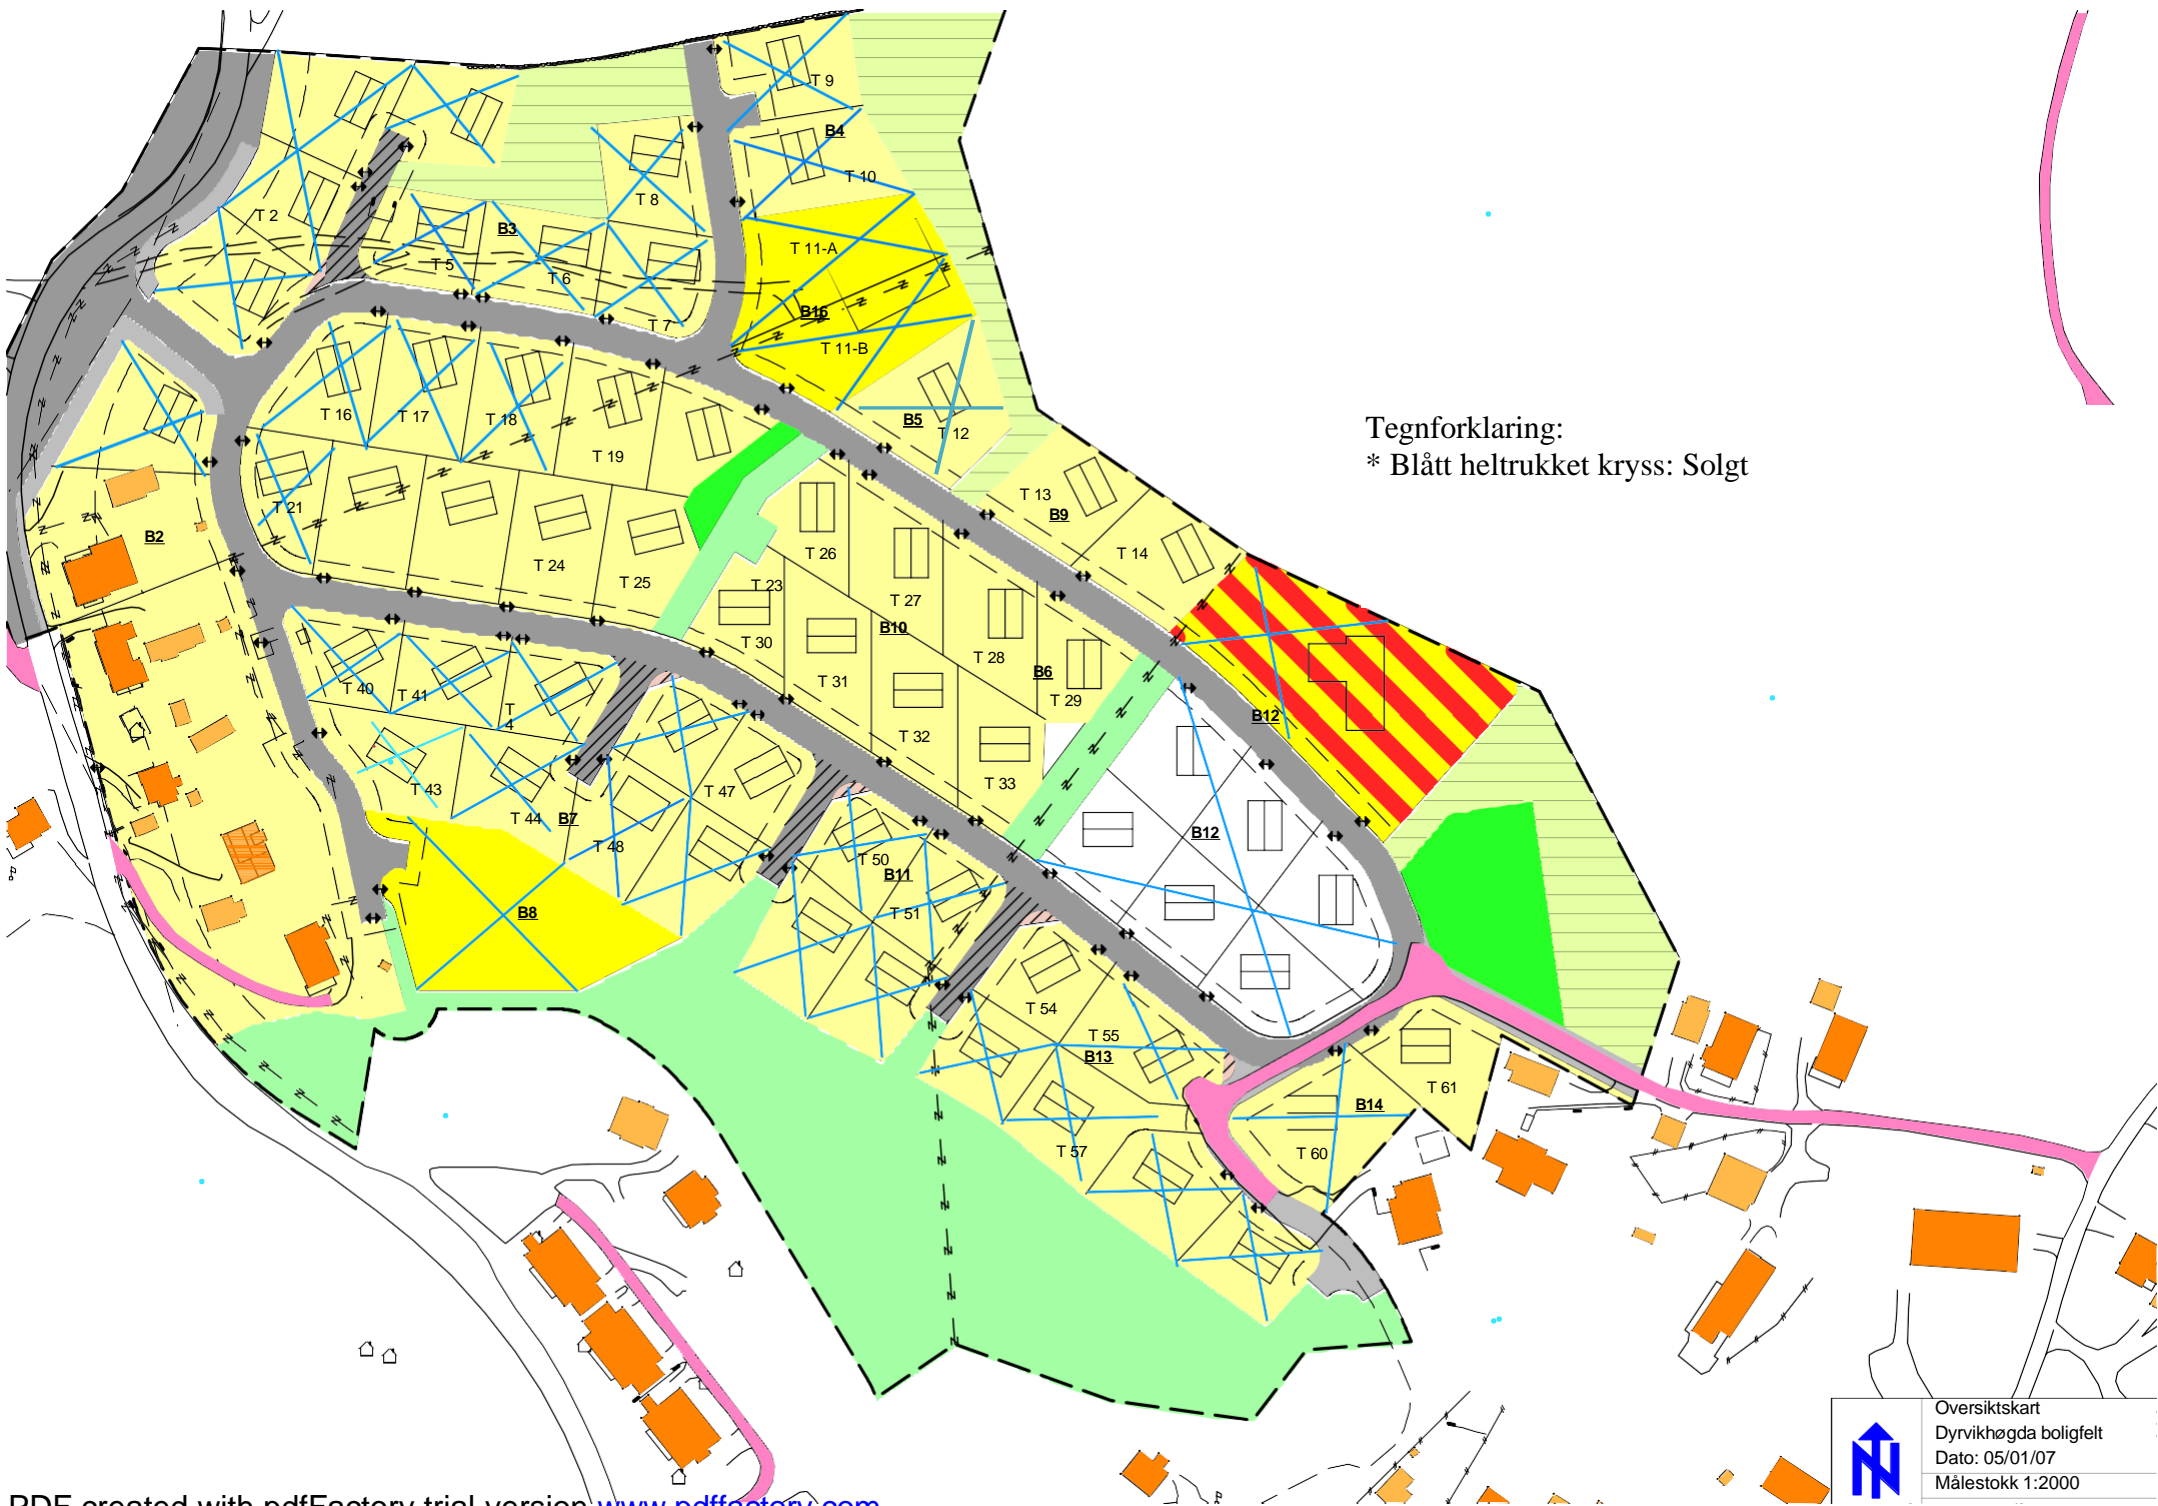 T 9
B4
T 10
T 2
T 8
B3
T 5
T 6
T 7
T 11-A
B16
T 11-B
B5
T 12
T 16
T 17
T 18
T 19
Tegnforklaring:
* Blått heltrukket kryss: Solgt
T 21
B2
T 24
T 25
T 13
B9
T 14
T 26
T 23
T 27
B10
T 30
T 28
B6
T 31
T 29
T 32
T 33
T 40
T 41
T
4
T 43
T 44
B7
T 47
T 48
B12
B12
B8
T 50
B11
T 51
T 54
T 55
B13
T 57
T 61
B14
T 60
Oversiktskart
Dyrvikhøgda boligfelt
Dato: 05/01/07
Målestokk 1:2000
PDF created with pdfFactory trial version www.pdffactory.com